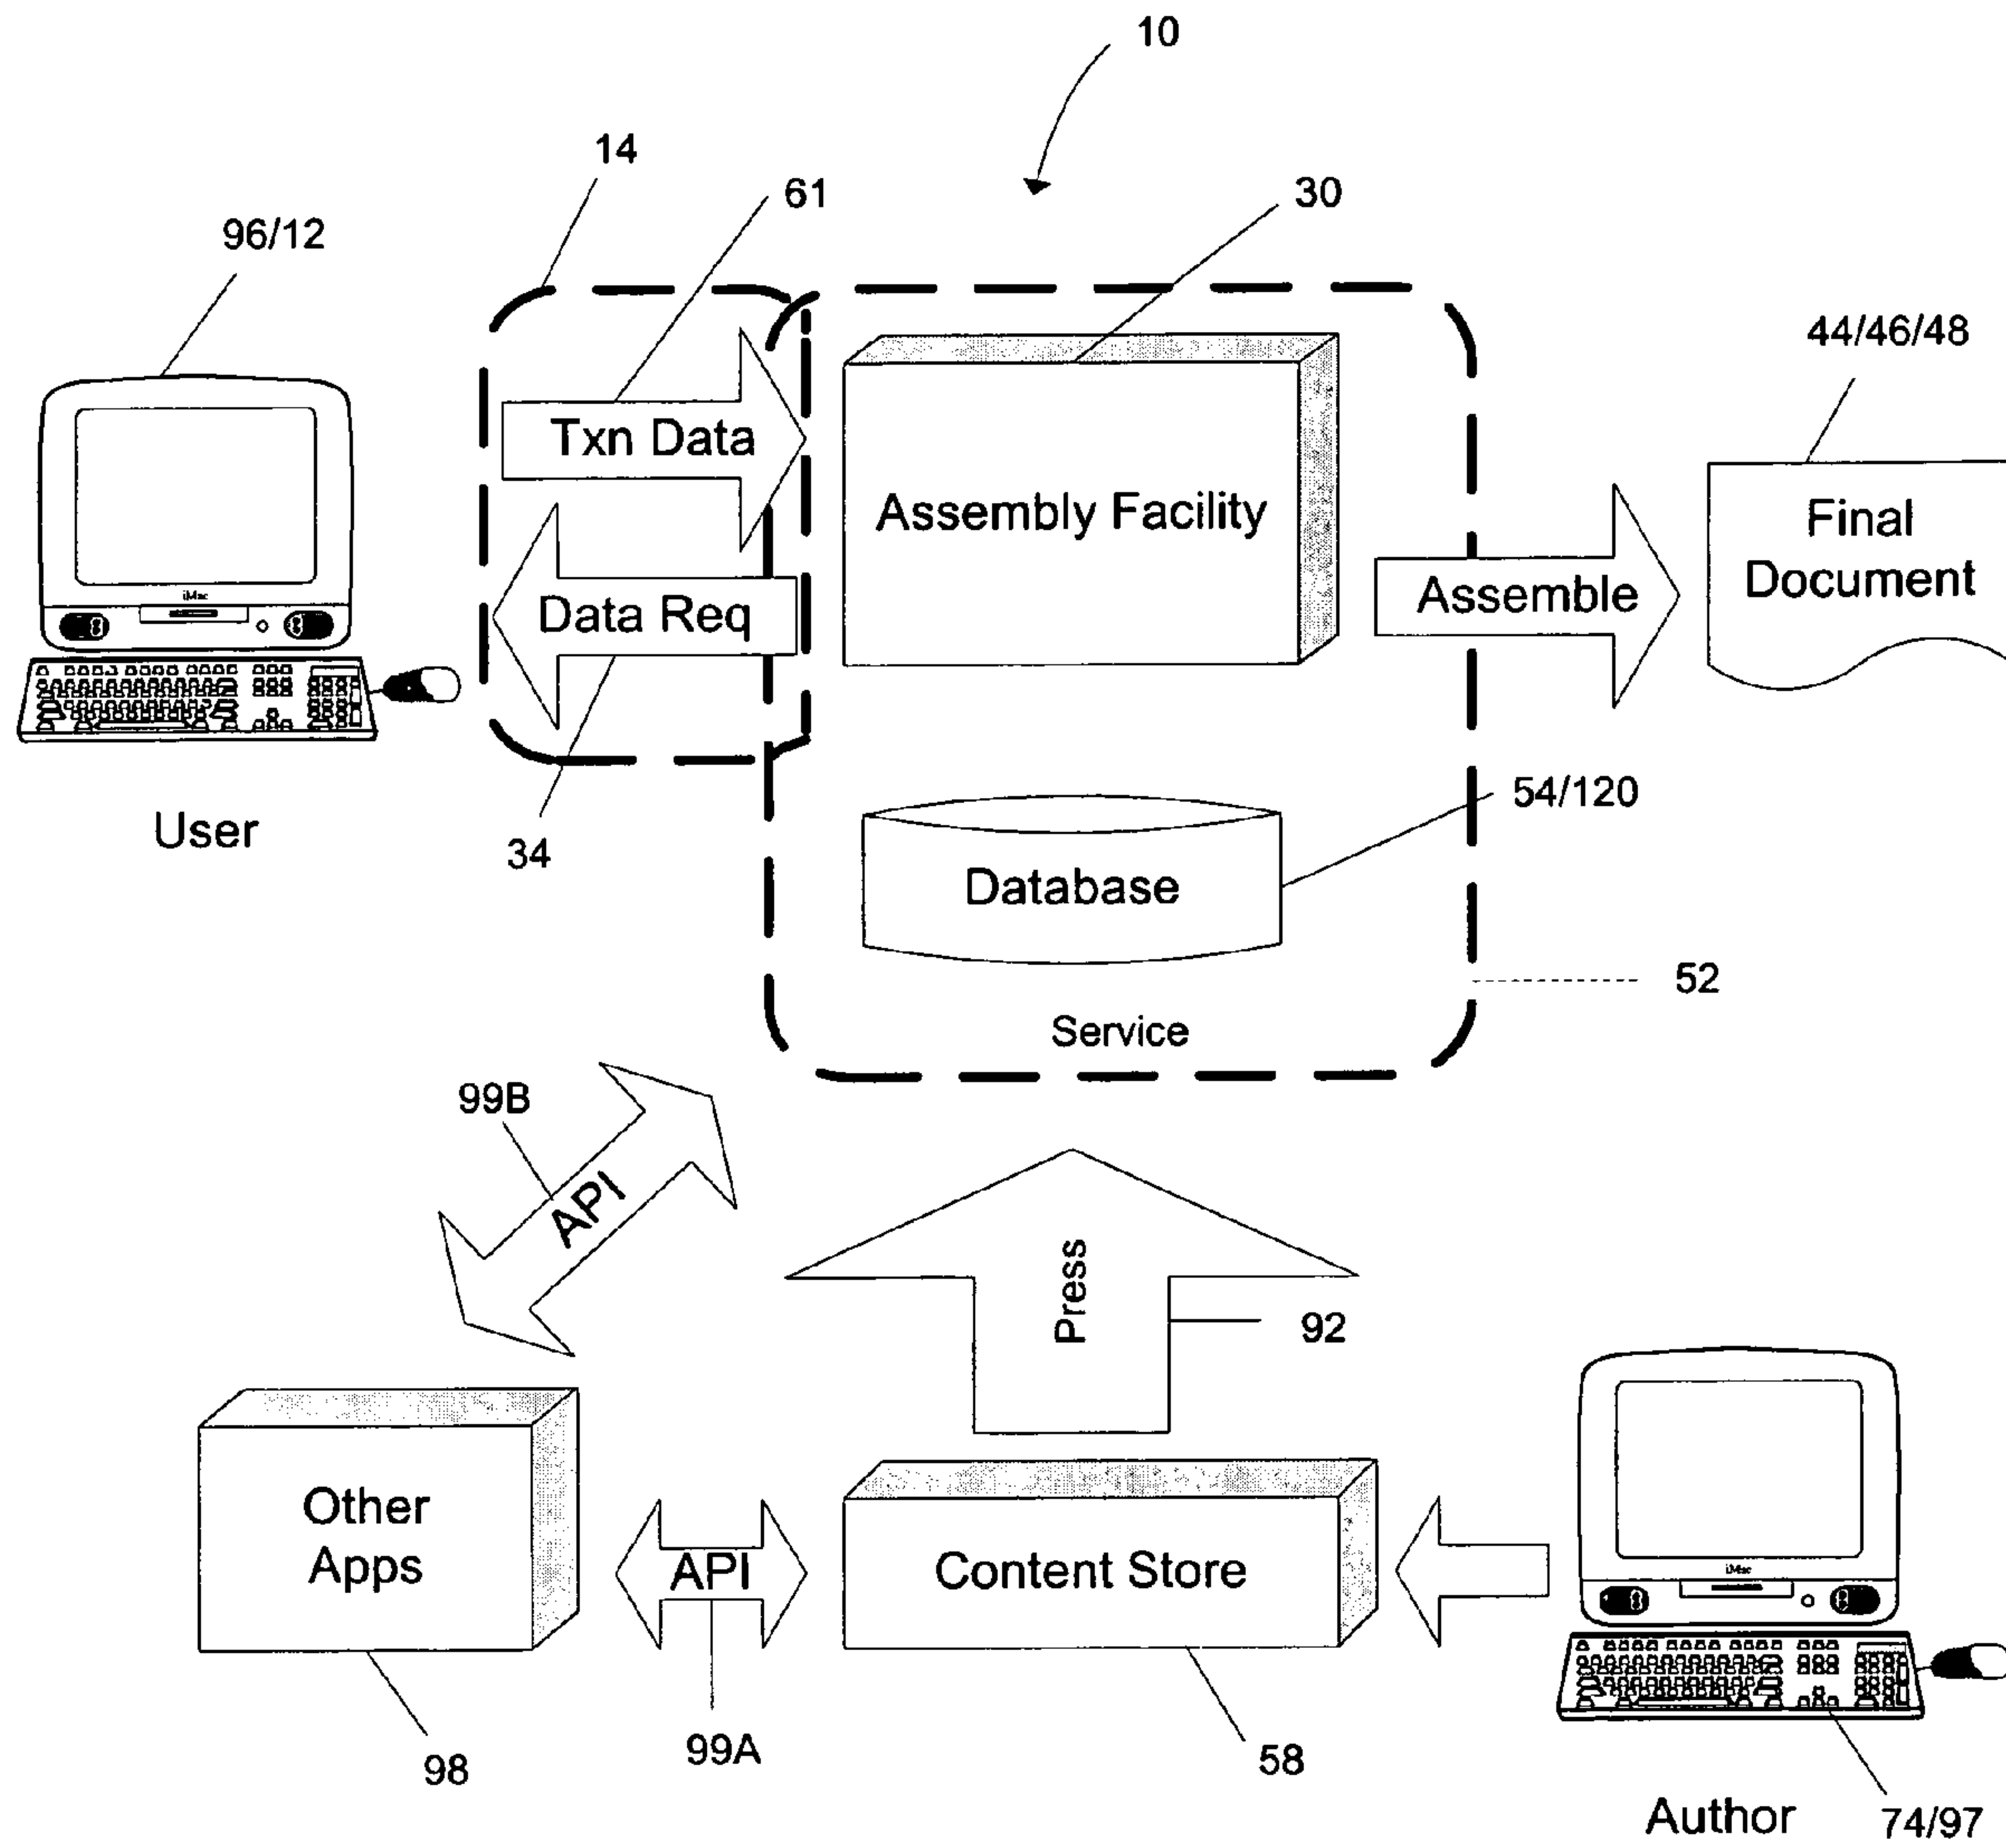 10
14
61
30
96/12
44/46/48
Txn Data
Assembly Facility
Final
Document
Data Req
Assemble
iMac
User
34
54/120
Database
52
Service
99B
API
Press
92
Other
Apps
API
Content Store
iMac
98
99A
58
Author
74/97